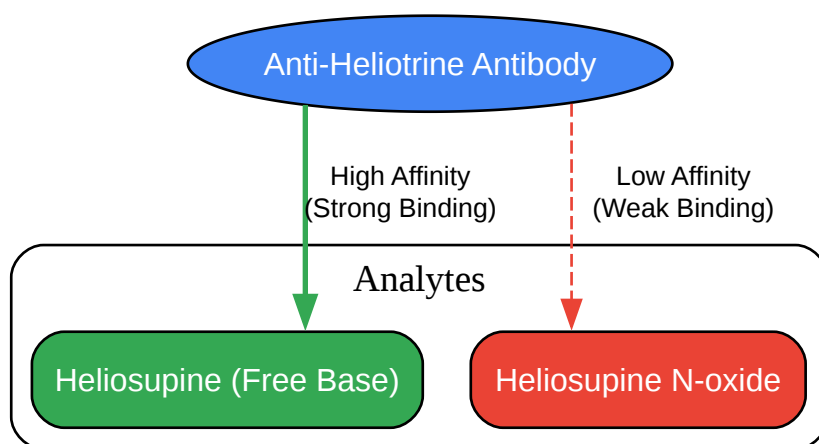 Anti-Heliotrine Antibody
High Affinity
(Strong Binding)
Low Affinity
(Weak Binding)
Analytes
Heliosupine (Free Base)
Heliosupine N-oxide